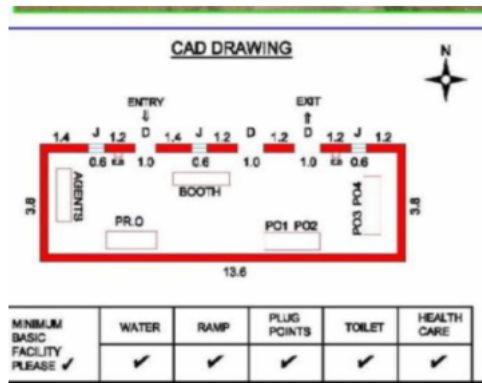 CAD DRAWING
N
ENTRY
EXIT
1.4 J 1.2 D 1.4 J 1.2 D 1.2 D 1.2 J 1.2
0.6 1.0 0.6 1.0 1.0 0.6
AGENTS
BOOTH
PO3 PO4
3.8
3.8
PR.O
PO1 PO2
13.6
MINIMUM BASIC FACILITY PLEASE ✓
WATER
RAMP
PLUG POINTS
TOILET
HEALTH CARE
✓ ✓ ✓ ✓ ✓